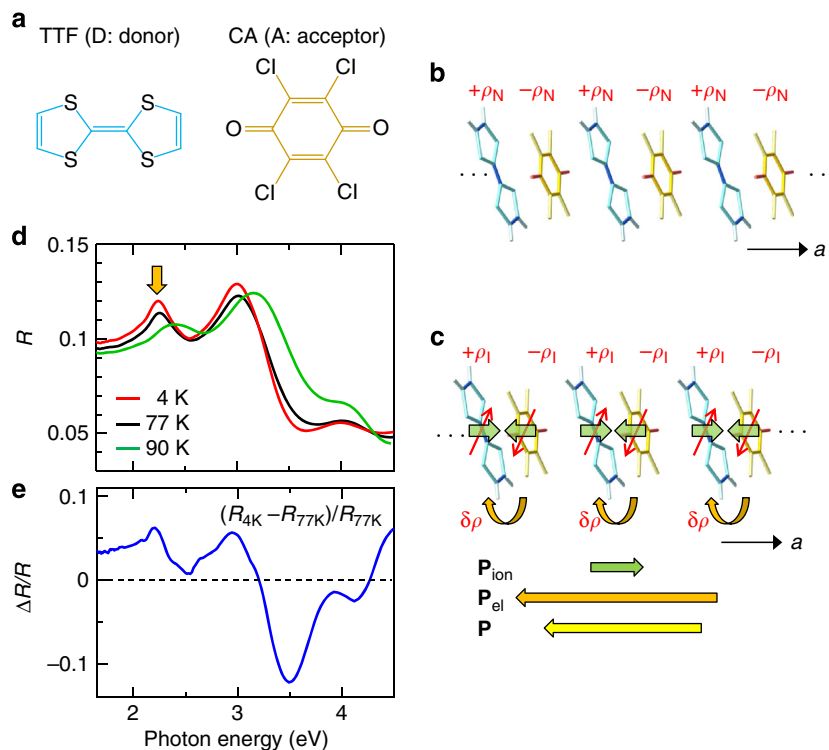 a
TTF (D: donor)
CA (A: acceptor)
S S
S S
Cl Cl
O O
Cl Cl
b
+ρN −ρN +ρN −ρN +ρN −ρN
. . . . . .
a
c
+ρI −ρI +ρI −ρI +ρI −ρI
. . . . . .
δρ δρ δρ
a
Pion
Pel
P
d
0.15
0.1
0.05
R
4 K
77 K
90 K
e
(R4K −R77K)/R77K
0.1
0
−0.1
ΔR/R
2 3 4
Photon energy (eV)